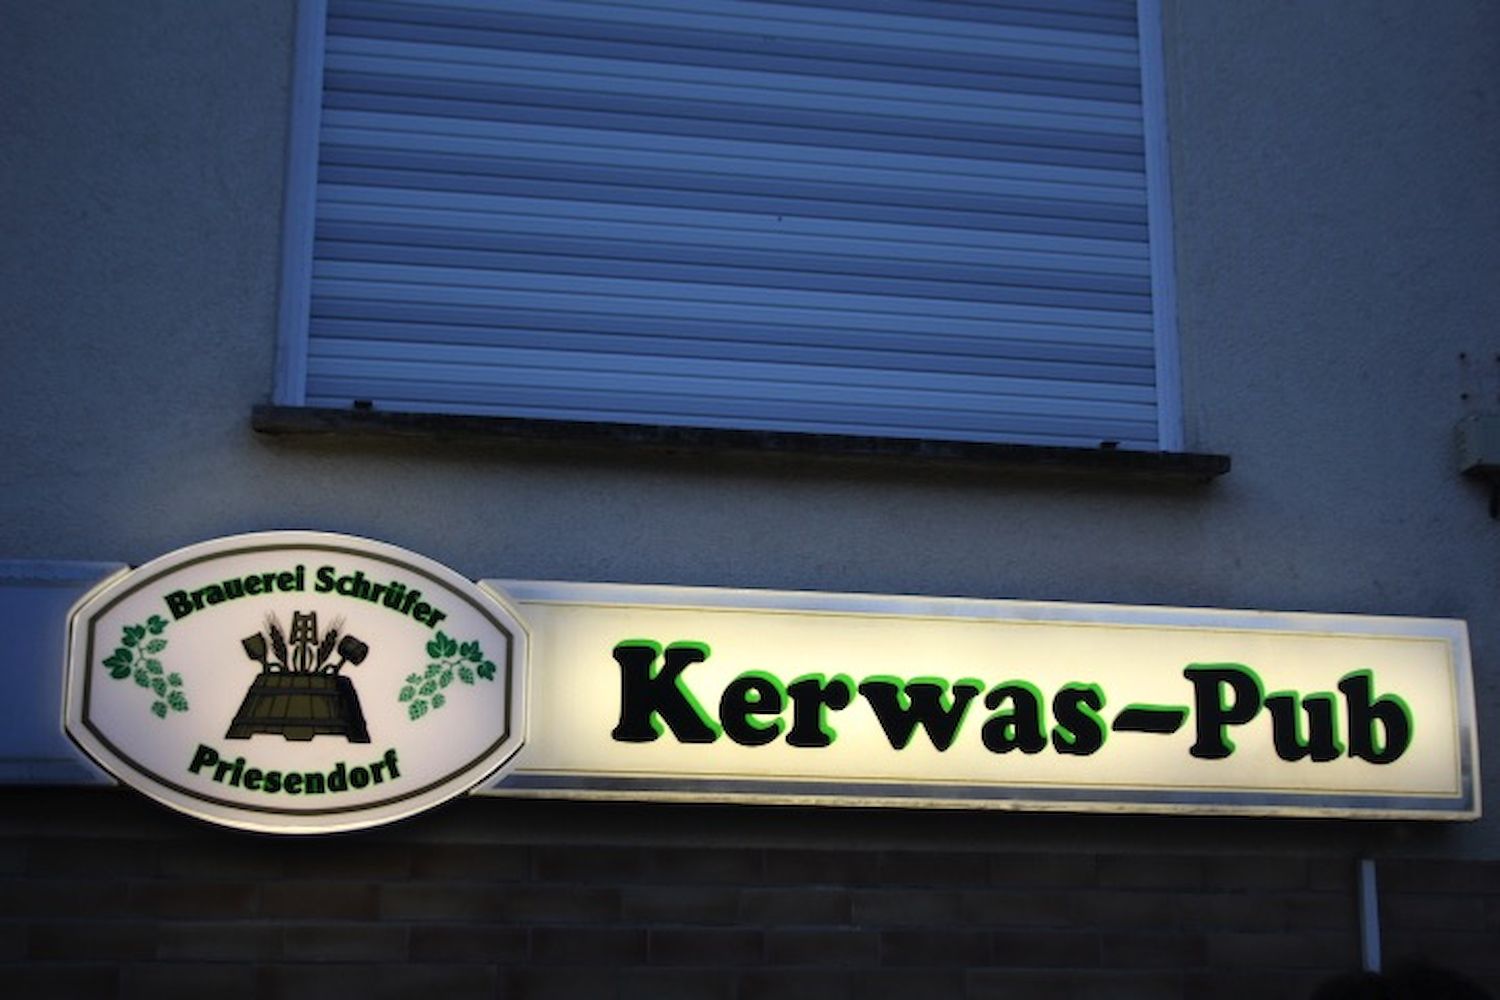 Brauerei Schrüfer
Priesendorf
Kerwas-Pub